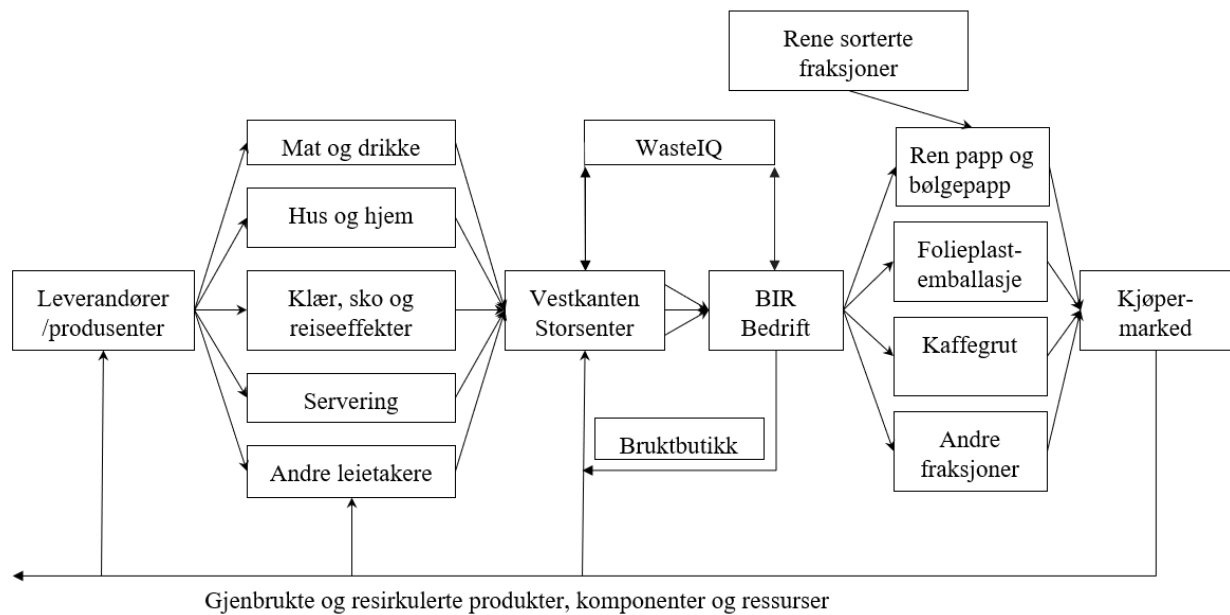 Rene sorterte
fraksjoner
Mat og drikke
WasteIQ
Ren papp og
bølgepapp
Hus og hjem
Folieplast-
emballasje
Leverandører
/produsenter
Klær, sko og
reiseeffekter
Vestkanten
Storsenter
BIR
Bedrift
Kjøper-
marked
Kaffegrut
Servering
Bruktbutikk
Andre
fraksjoner
Andre leietakere
Gjenbrukte og resirkulerte produkter, komponenter og ressurser